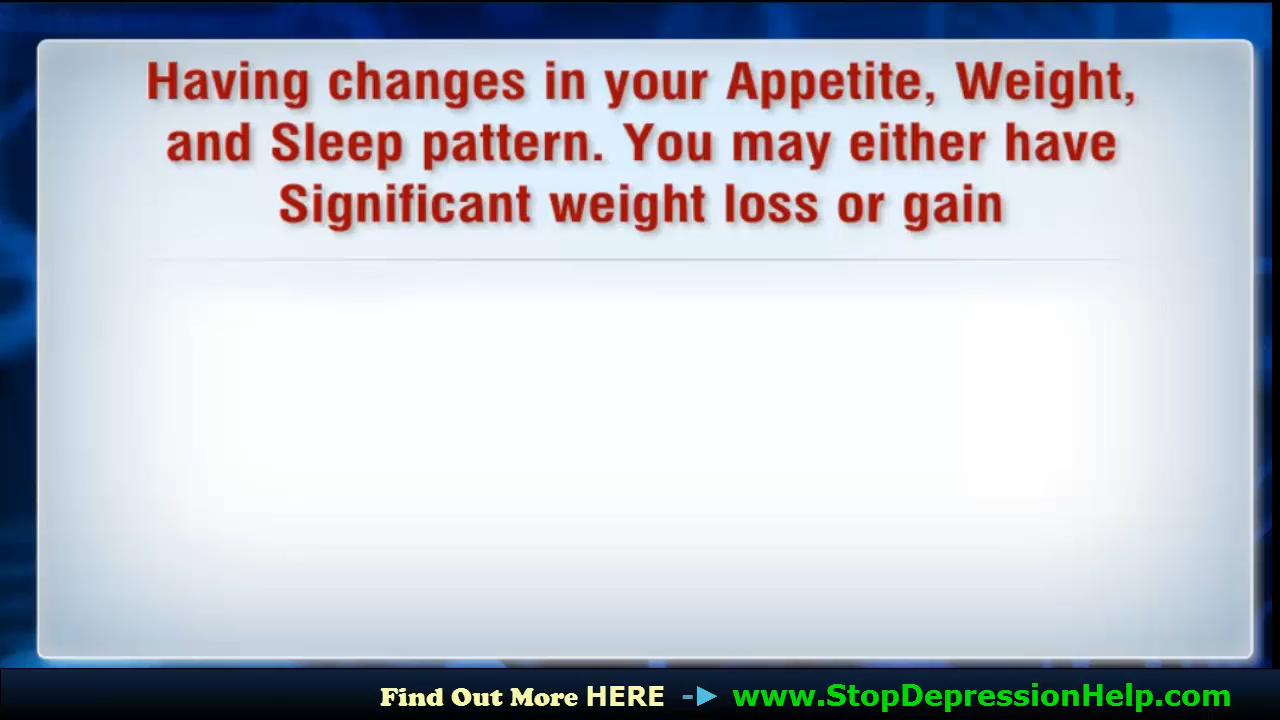 Having changes in your Appetite, Weight,
and Sleep pattern. You may either have
Significant weight loss or gain
Find Out More HERE -► www.StopDepressionHelp.com